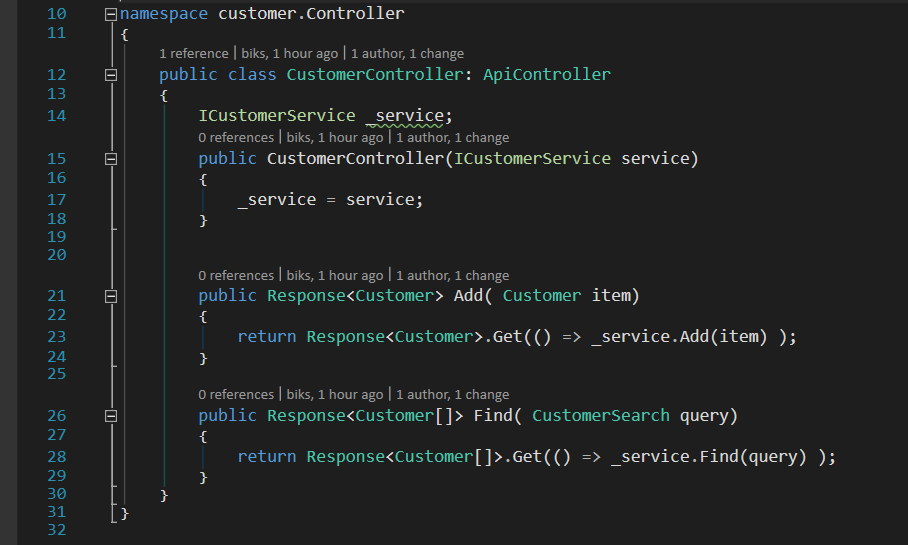 10 namespace customer.Controller
11 {
1 reference | biks, 1 hour ago | 1 author, 1 change
12 public class CustomerController: ApiController
13 {
14 ICustomerService _service;
0 references | biks, 1 hour ago | 1 author, 1 change
15 public CustomerController(ICustomerService service)
16 {
17 _service = service;
18 }
19
20
0 references | biks, 1 hour ago | 1 author, 1 change
21 public Response<Customer> Add( Customer item)
22 {
23 return Response<Customer>.Get(() => _service.Add(item) );
24 }
25
0 references | biks, 1 hour ago | 1 author, 1 change
26 public Response<Customer[]> Find( CustomerSearch query)
27 {
28 return Response<Customer[]>.Get(() => _service.Find(query) );
29 }
30 }
31 }
32